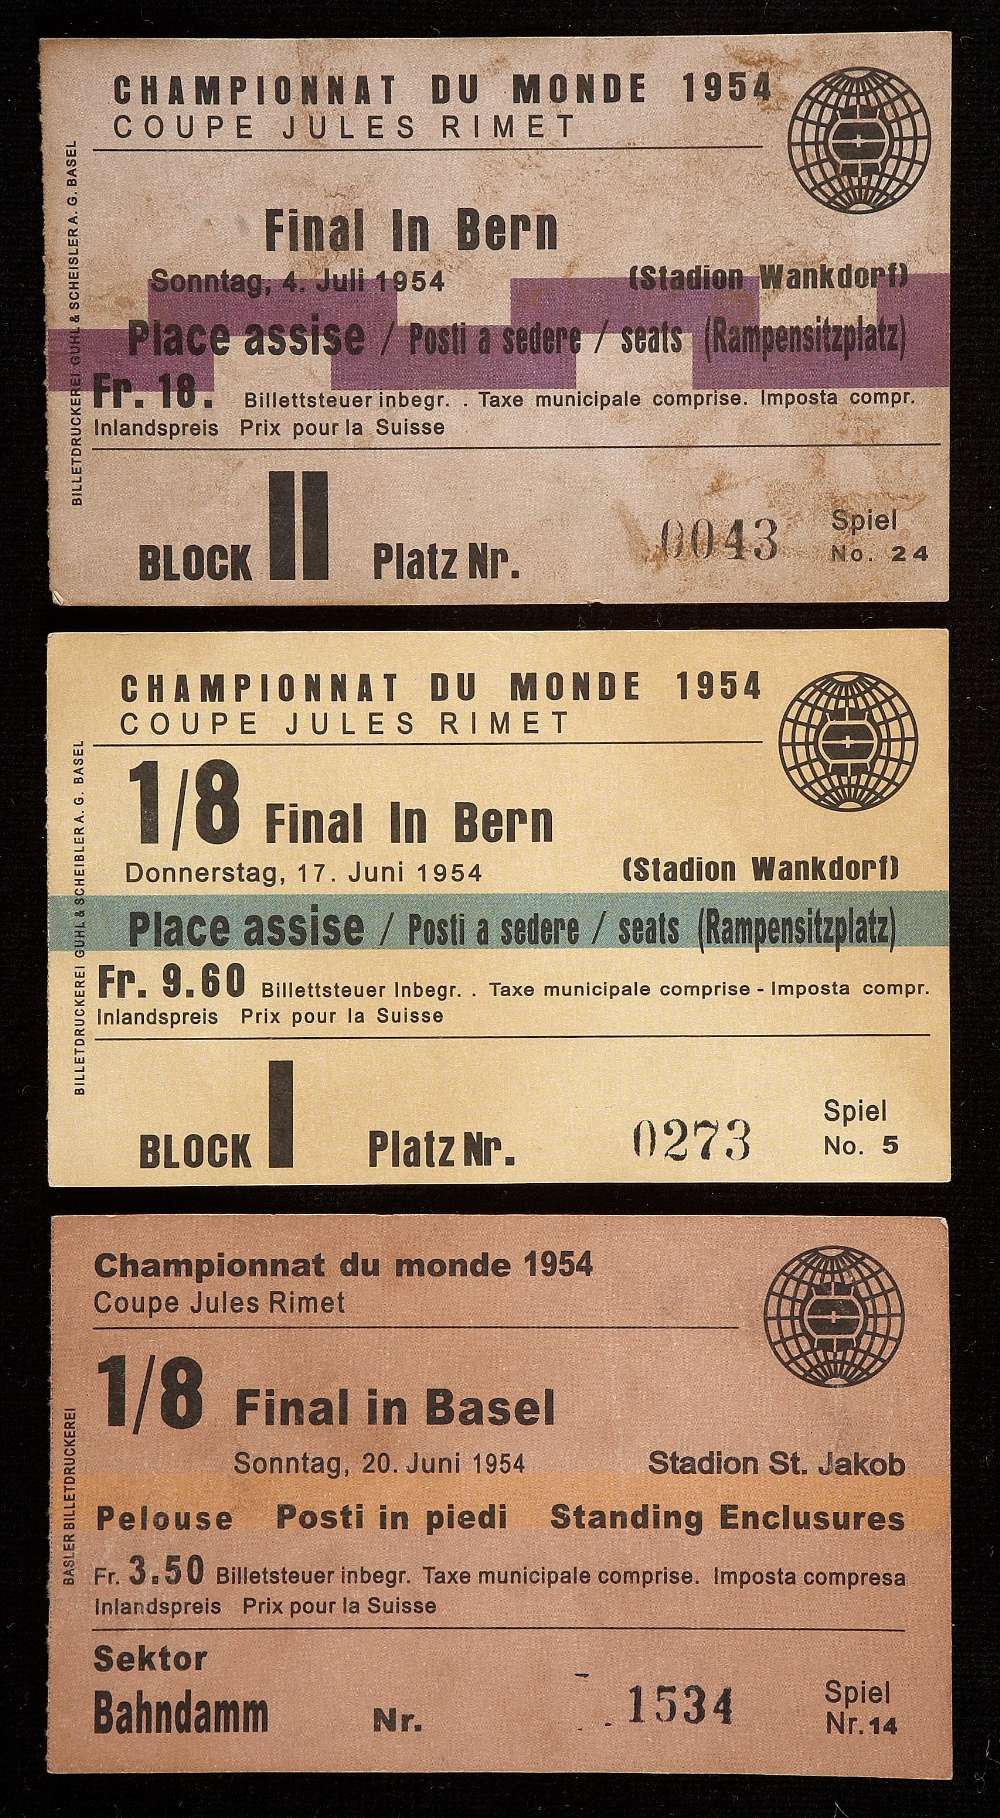 CHAMPIONNAT DU MONDE 1954
COUPE JULES RIMET
BILLETDRUCKEREI GUHL & SCHEISLER A. G. BASEL
Final In Bern
Sonntag, 4. Juli 1954 (Stadion Wankdorf)
Place assise / Posti a sedere / seats (Rampensitzplatz)
Fr. 18. Billettsteuer inbegr. . Taxe municipale comprise. Imposta compr.
Inlandspreis Prix pour la Suisse
BLOCK II Platz Nr. 0043 Spiel
No. 24
CHAMPIONNAT DU MONDE 1954
COUPE JULES RIMET
BILLETDRUCKEREI GUHL & SCHEIBLER A. G. BASEL
1/8 Final In Bern
Donnerstag, 17. Juni 1954 (Stadion Wankdorf)
Place assise / Posti a sedere / seats (Rampensitzplatz)
Fr. 9.60 Billettsteuer Inbegr. . Taxe municipale comprise - Imposta compr.
Inlandspreis Prix pour la Suisse
BLOCK I Platz Nr. 0273 Spiel
No. 5
Championnat du monde 1954
Coupe Jules Rimet
BASLER BILLETDRUCKEREI
1/8 Final in Basel
Sonntag, 20. Juni 1954 Stadion St. Jakob
Pelouse Posti in piedi Standing Enclusures
Fr. 3.50 Billetsteuer inbegr. Taxe municipale comprise. Imposta compresa
Inlandspreis Prix pour la Suisse
Sektor
Bahndamm Nr. 1534 Spiel
Nr. 14